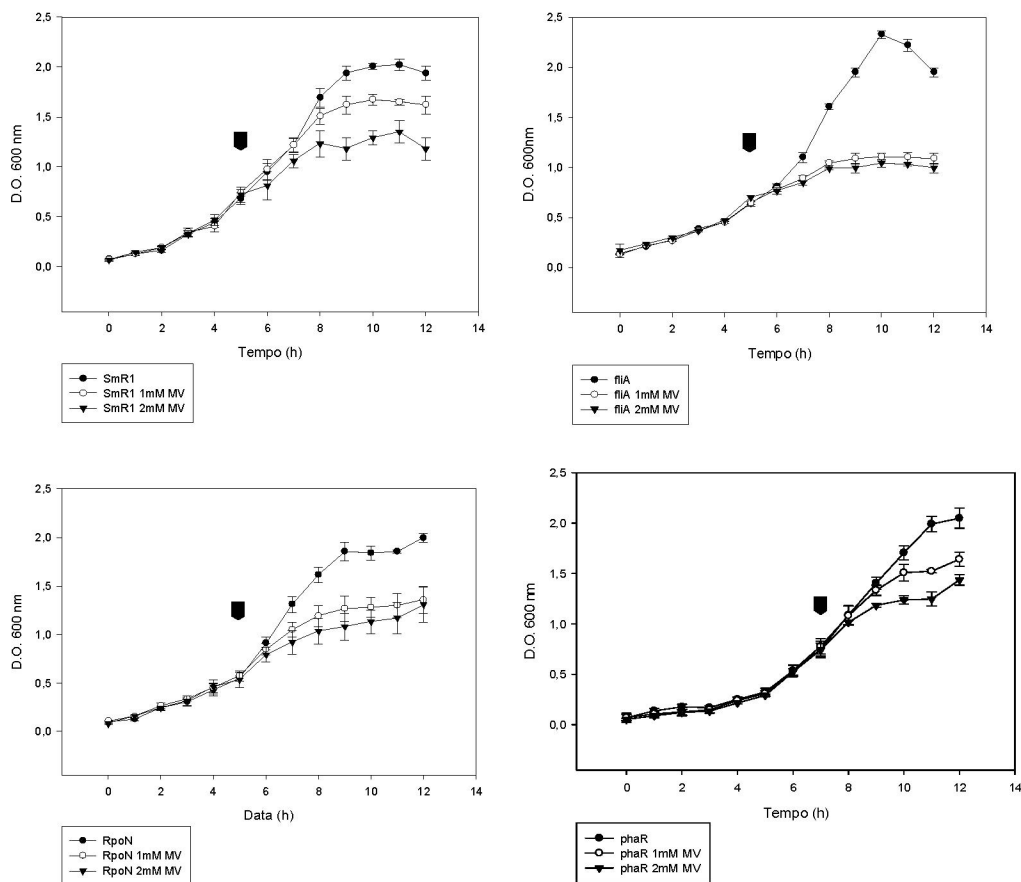 2,5
2,0
1,5
1,0
0,5
0,0
D.O. 600 nm
0 2 4 6 8 10 12 14
Tempo (h)
SmR1
SmR1 1mM MV
SmR1 2mM MV
2,5
2,0
1,5
1,0
0,5
0,0
D.O. 600nm
0 2 4 6 8 10 12 14
Tempo (h)
fliA
fliA 1mM MV
fliA 2mM MV
2,5
2,0
1,5
1,0
0,5
0,0
D.O. 600 nm
0 2 4 6 8 10 12 14
Data (h)
RpoN
RpoN 1mM MV
RpoN 2mM MV
2,5
2,0
1,5
1,0
0,5
0,0
D.O. 600 nm
0 2 4 6 8 10 12 14
Tempo (h)
phaR
phaR 1mM MV
phaR 2mM MV